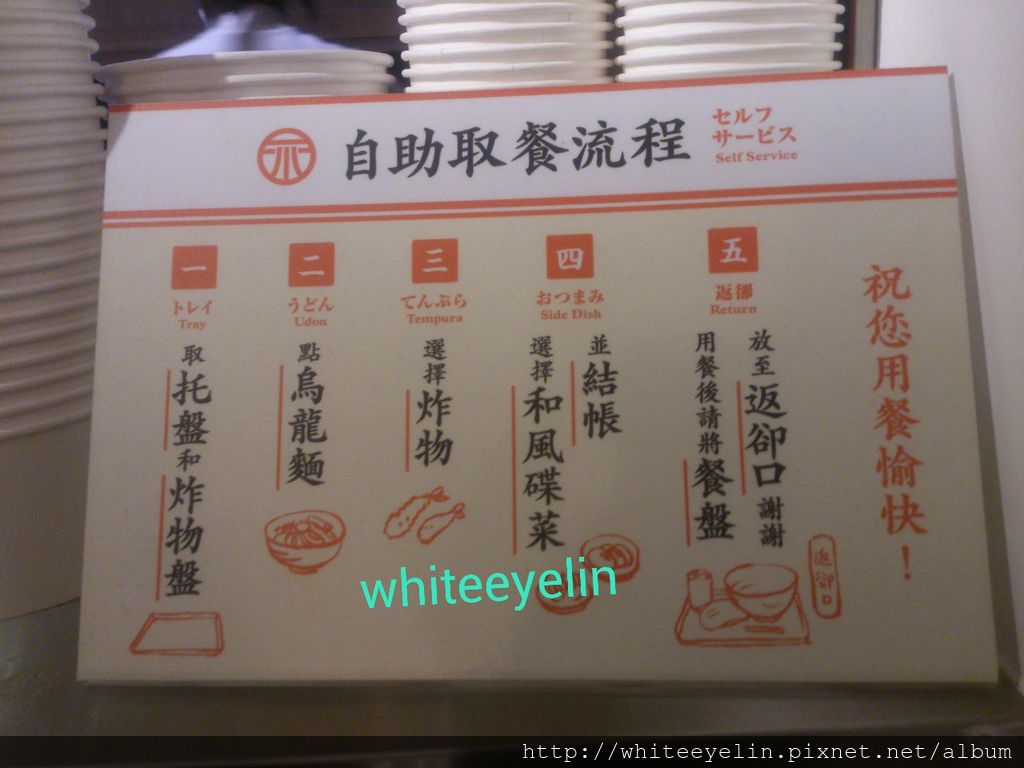 自助取餐流程
セルフ
サービス
Self Service
一
トレイ
Tray
取托盤和炸物盤
二
うどん
Udon
點烏龍麵
三
てんぷら
Tempura
選擇炸物
四
おつまみ
Side Dish
並結帳
選擇和風碟菜
五
返卻
Return
用餐後請將餐盤
放至返卻口 謝謝
返卻口
祝您用餐愉快！
whiteeyelin
http://whiteeyelin.pixnet.net/album